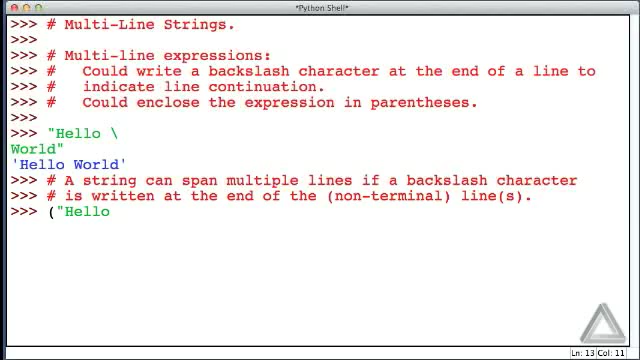 *Python Shell*
>>> # Multi-Line Strings.
>>>
>>> # Multi-line expressions:
>>> #   Could write a backslash character at the end of a line to
>>> #   indicate line continuation.
>>> #   Could enclose the expression in parentheses.
>>>
>>> "Hello \
World"
'Hello World'
>>> # A string can span multiple lines if a backslash character
>>> # is written at the end of the (non-terminal) line(s).
>>> ("Hello
Ln: 13 Col: 11